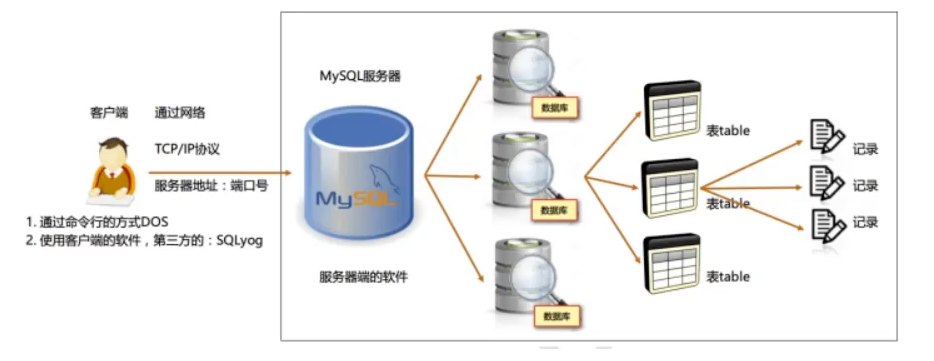 客户端
通过网络
TCP/IP协议
服务器地址：端口号
1. 通过命令行的方式DOS
2. 使用客户端的软件，第三方的：SQLyog
MySQL服务器
MySQL
服务器端的软件
数据库
数据库
数据库
表table
表table
表table
记录
记录
记录